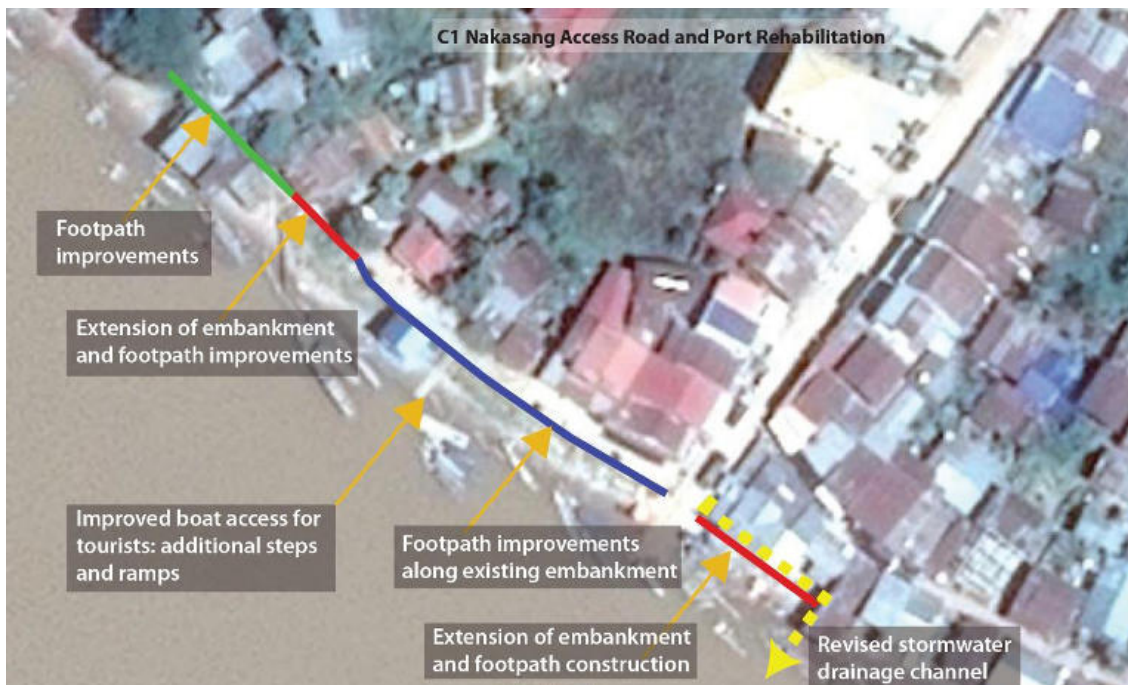 C1 Nakasang Access Road and Port Rehabilitation
Footpath
improvements
Extension of embankment
and footpath improvements
Improved boat access for
tourists: additional steps
and ramps
Footpath improvements
along existing embankment
Extension of embankment
and footpath construction
Revised stormwater
drainage channel